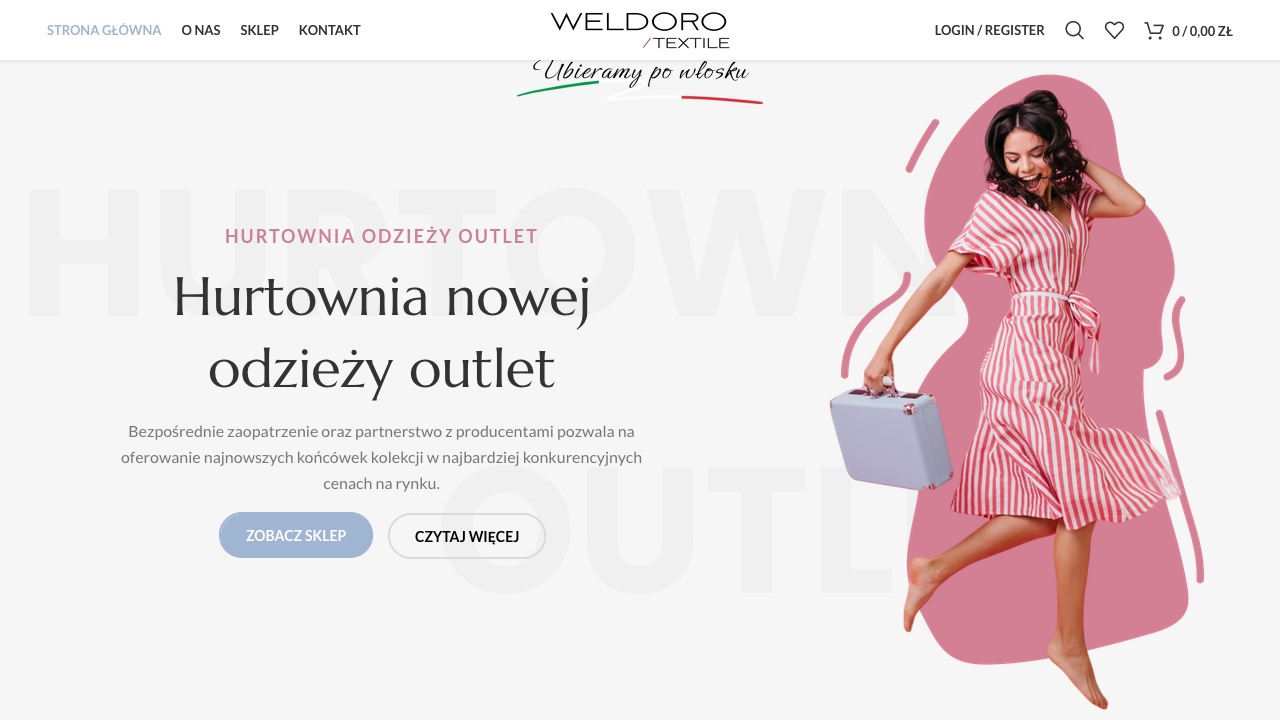 STRONA GŁÓWNA O NAS SKLEP KONTAKT
WELDORO
/TEXTILE
LOGIN / REGISTER 0 / 0,00 ZŁ
Ubieramy po włosku
HURTOWN
HURTOWNIA ODZIEŻY OUTLET
Hurtownia nowej
odzieży outlet
Bezpośrednie zaopatrzenie oraz partnerstwo z producentami pozwala na
oferowanie najnowszych końcówek kolekcji w najbardziej konkurencyjnych
cenach na rynku.
OUTL
ZOBACZ SKLEP CZYTAJ WIĘCEJ